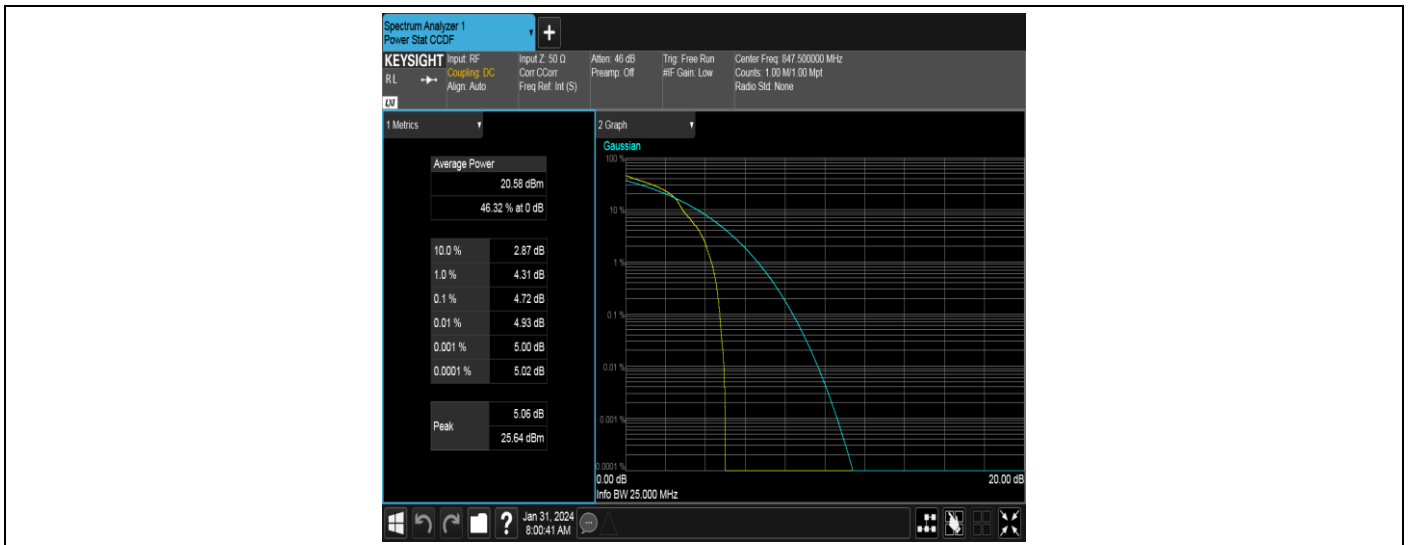 Spectrum Analyzer 1
Power Stat CCDF
+
KEYSIGHT
RL
LXI
Input: RF
Coupling: DC
Align: Auto
Input Z: 50 Ω
Corr CCorr
Freq Ref: Int (S)
Atten: 46 dB
Preamp: Off
Trig: Free Run
#IF Gain: Low
Center Freq: 847.500000 MHz
Counts: 1.00 M/1.00 Mpt
Radio Std: None
1 Metrics
Average Power
20.58 dBm
46.32 % at 0 dB
10.0 % 2.87 dB
1.0 % 4.31 dB
0.1 % 4.72 dB
0.01 % 4.93 dB
0.001 % 5.00 dB
0.0001 % 5.02 dB
Peak
5.06 dB
25.64 dBm
2 Graph
Gaussian
100 %
10 %
1 %
0.1 %
0.01 %
0.001 %
0.0001 %
0.00 dB 20.00 dB
Info BW 25.000 MHz
?
Jan 31, 2024
8:00:41 AM